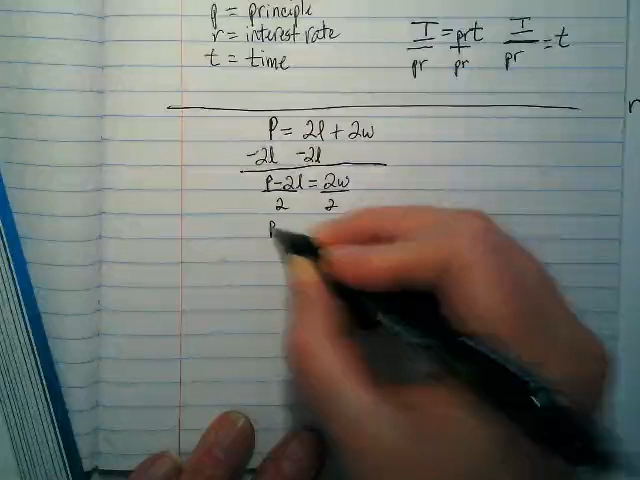 p = principle
r = interest rate
t = time
I = prt
pr pr
I = t
pr
P = 2l + 2w
-2l -2l
P - 2l = 2w
2 2
P